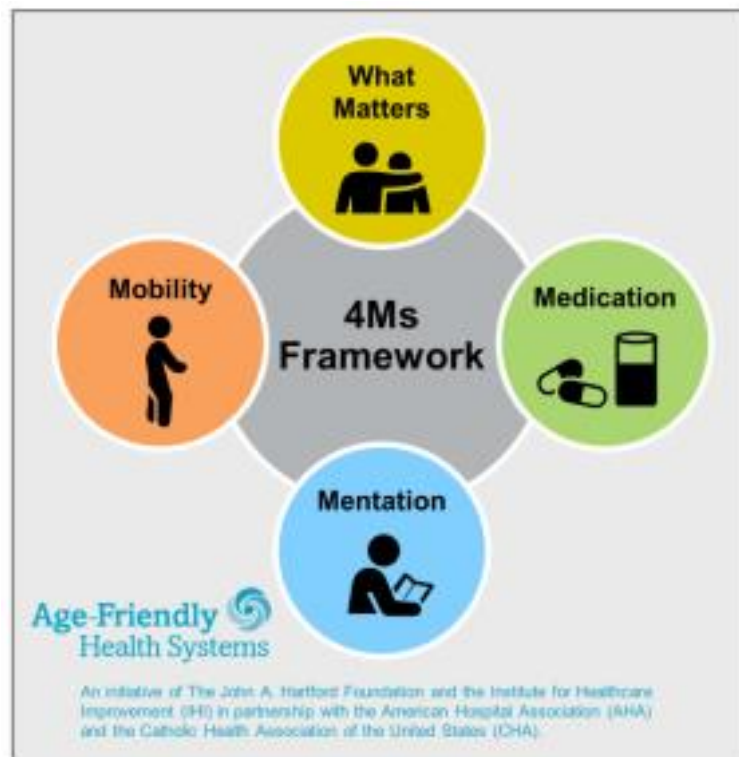 What
Matters
Mobility
4Ms
Framework
Medication
Mentation
Age-Friendly
Health Systems
An initiative of The John A. Hartford Foundation and the Institute for Healthcare
Improvement (IHI) in partnership with the American Hospital Association (AHA)
and the Catholic Health Association of the United States (CHA).